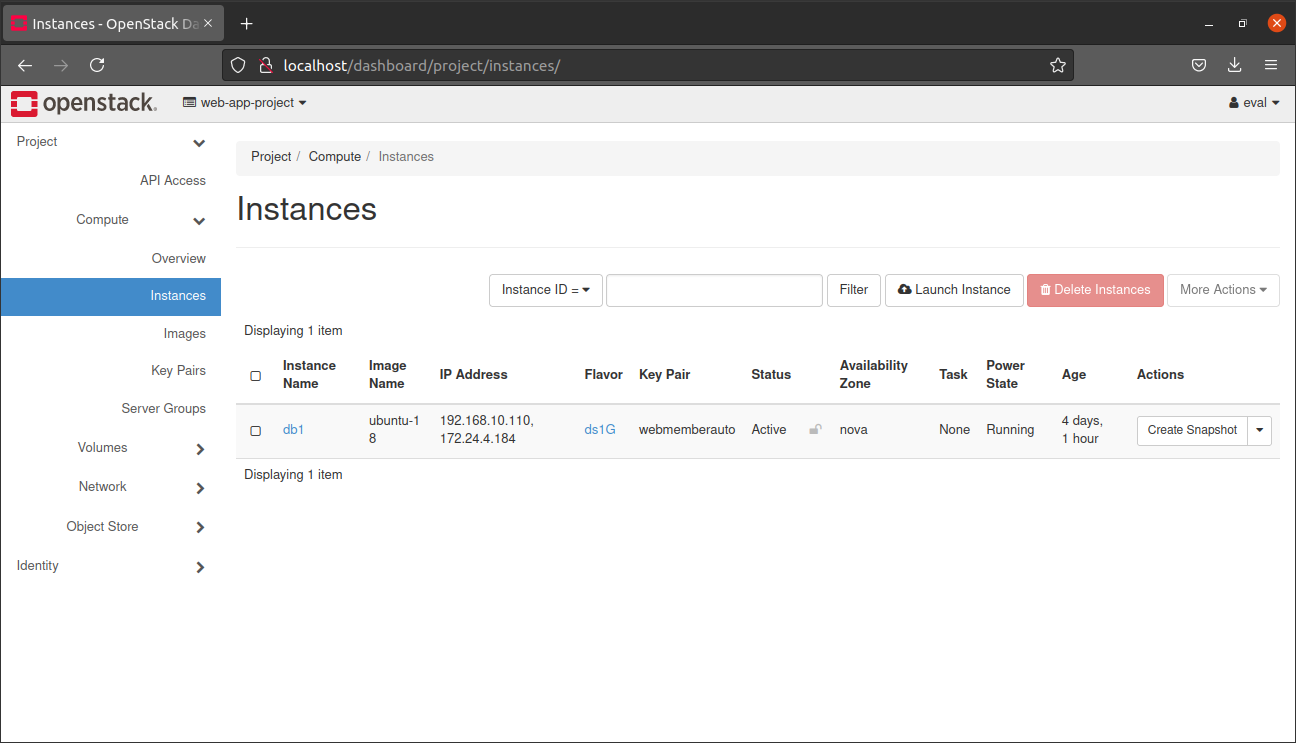 Instances - OpenStack Da
localhost/dashboard/project/instances/
openstack.
web-app-project
eval
Project
API Access
Compute
Overview
Instances
Images
Key Pairs
Server Groups
Volumes
Network
Object Store
Identity
Project / Compute / Instances
Instances
Instance ID =
Filter
Launch Instance
Delete Instances
More Actions
Displaying 1 item
Instance Name Image Name IP Address Flavor Key Pair Status Availability Zone Task Power State Age Actions
db1 ubuntu-18 192.168.10.110, 172.24.4.184 ds1G webmemberauto Active nova None Running 4 days, 1 hour Create Snapshot
Displaying 1 item